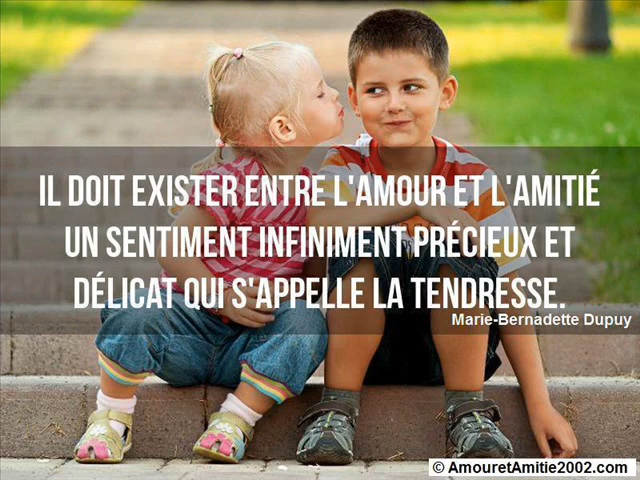 IL DOIT EXISTER ENTRE L'AMOUR ET L'AMITIÉ
UN SENTIMENT INFINIMENT PRÉCIEUX ET
DÉLICAT QUI S'APPELLE LA TENDRESSE.
Marie-Bernadette Dupuy
© AmouretAmitie2002.com